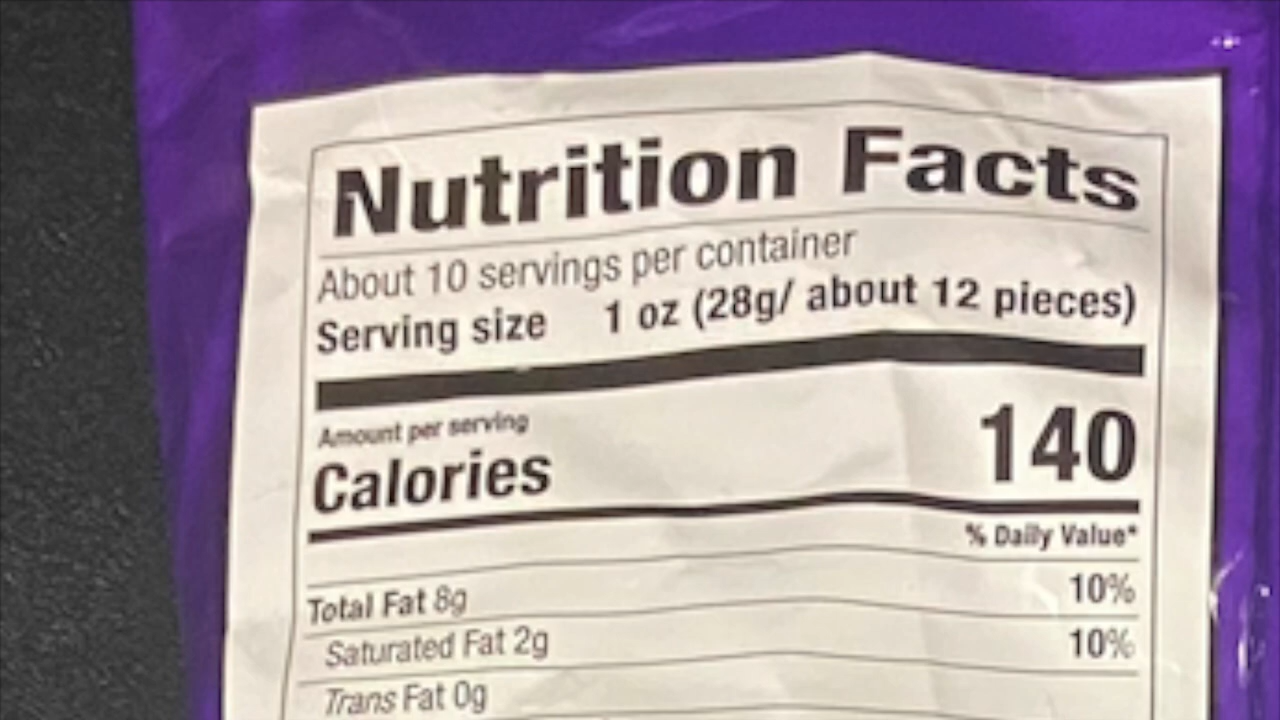 Nutrition Facts
About 10 servings per container
Serving size 1 oz (28g/ about 12 pieces)
Amount per serving
Calories 140
% Daily Value*
Total Fat 8g 10%
Saturated Fat 2g 10%
Trans Fat 0g